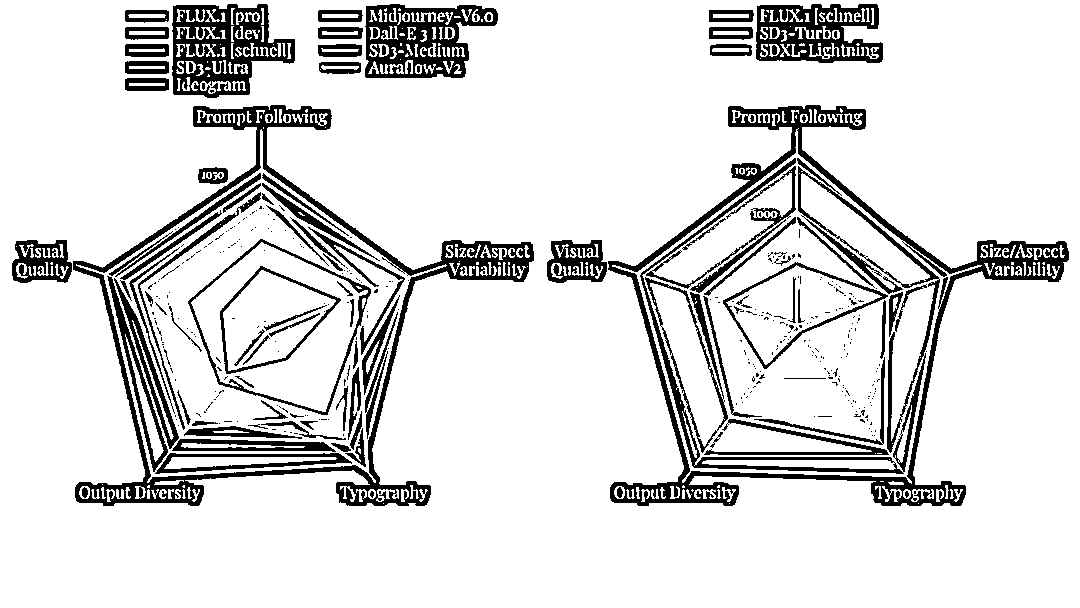 FLUX.1 [pro]
FLUX.1 [dev]
FLUX.1 [schnell]
SD3-Ultra
Ideogram
Midjourney-V6.0
Dall-E 3 HD
SD3-Medium
Auraflow-V2
Prompt Following
1050
Visual
Quality
Size/Aspect
Variability
Output Diversity
Typography
FLUX.1 [schnell]
SD3-Turbo
SDXL-Lightning
Prompt Following
1050
1000
Visual
Quality
Size/Aspect
Variability
Output Diversity
Typography